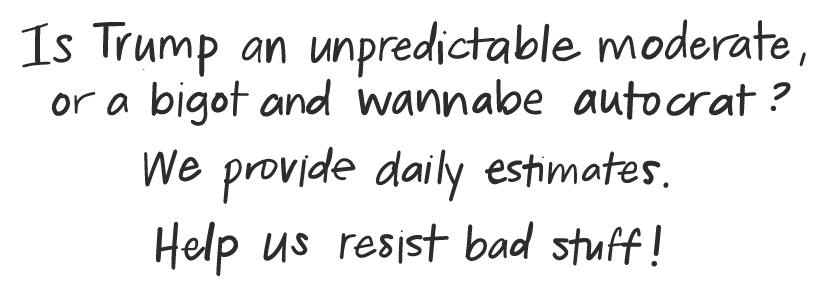 Is Trump an unpredictable moderate,
or a bigot and wannabe autocrat?
We provide daily estimates.
Help us resist bad stuff!